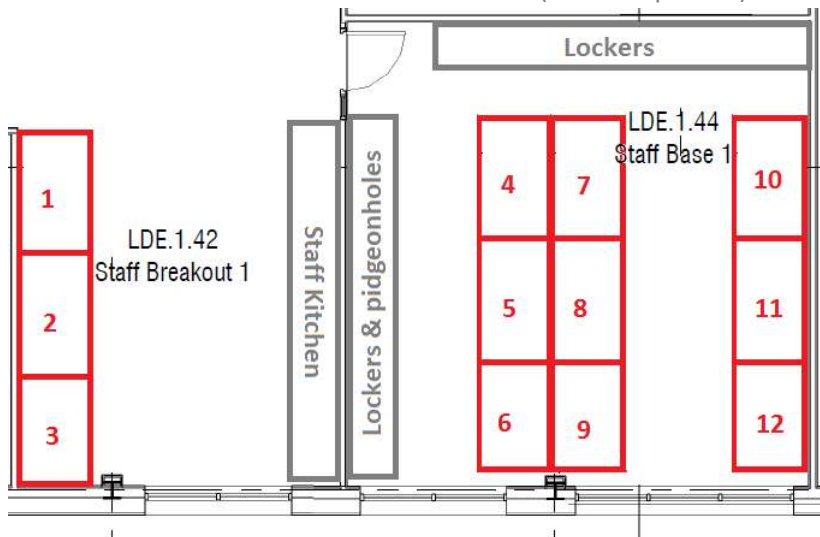 Lockers
LDE.1.44
Staff Base 1
1
2
3
LDE.1.42
Staff Breakout 1
Staff Kitchen
Lockers & pidgeonholes
4
7
10
5
8
11
6
9
12